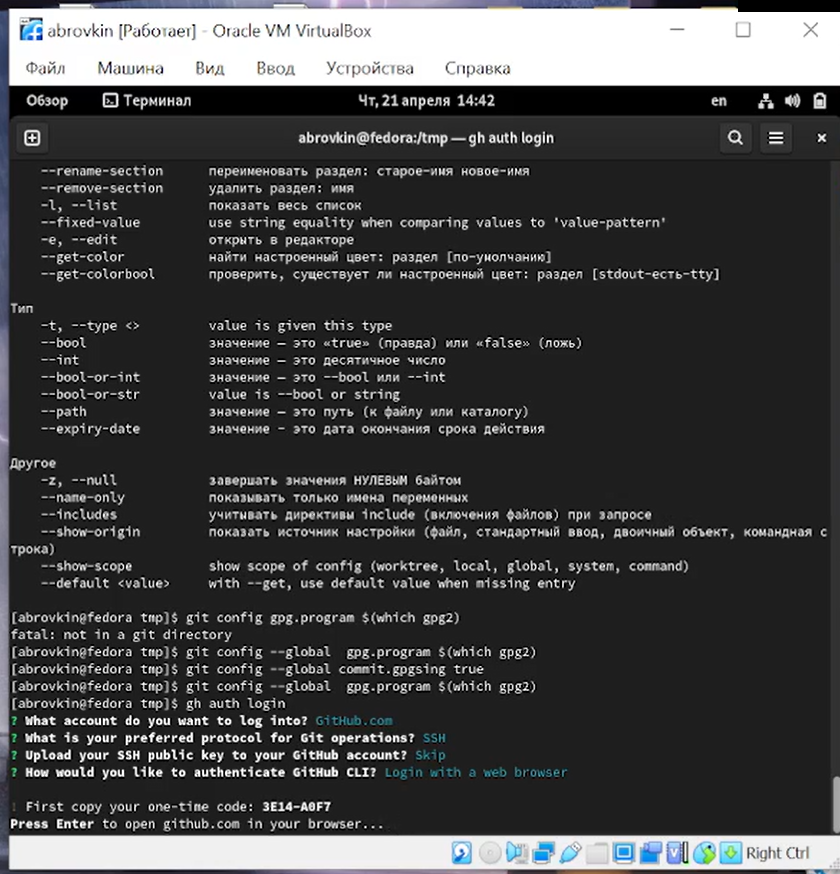 abrovkin [Работает] - Oracle VM VirtualBox
Файл Машина Вид Ввод Устройства Справка
Обзор Терминал Чт, 21 апреля 14:42 en
abrovkin@fedora:/tmp — gh auth login
--rename-section переименовать раздел: старое-имя новое-имя
--remove-section удалить раздел: имя
-l, --list показать весь список
--fixed-value use string equality when comparing values to 'value-pattern'
-e, --edit открыть в редакторе
--get-color найти настроенный цвет: раздел [по-умолчанию]
--get-colorbool проверить, существует ли настроенный цвет: раздел [stdout-есть-tty]
Тип
-t, --type <> value is given this type
--bool значение — это «true» (правда) или «false» (ложь)
--int значение — это десятичное число
--bool-or-int значение — это --bool или --int
--bool-or-str value is --bool or string
--path значение — это путь (к файлу или каталогу)
--expiry-date значение - это дата окончания срока действия
Другое
-z, --null завершать значения НУЛЕВЫМ байтом
--name-only показывать только имена переменных
--includes учитывать директивы include (включения файлов) при запросе
--show-origin показать источник настройки (файл, стандартный ввод, двоичный объект, командная с
трока)
--show-scope show scope of config (worktree, local, global, system, command)
--default <value> with --get, use default value when missing entry
[abrovkin@fedora tmp]$ git config gpg.program $(which gpg2)
fatal: not in a git directory
[abrovkin@fedora tmp]$ git config --global  gpg.program $(which gpg2)
[abrovkin@fedora tmp]$ git config --global commit.gpgsing true
[abrovkin@fedora tmp]$ git config --global  gpg.program $(which gpg2)
[abrovkin@fedora tmp]$ gh auth login
? What account do you want to log into? GitHub.com
? What is your preferred protocol for Git operations? SSH
? Upload your SSH public key to your GitHub account? Skip
? How would you like to authenticate GitHub CLI? Login with a web browser
! First copy your one-time code: 3E14-A0F7
Press Enter to open github.com in your browser...
Right Ctrl